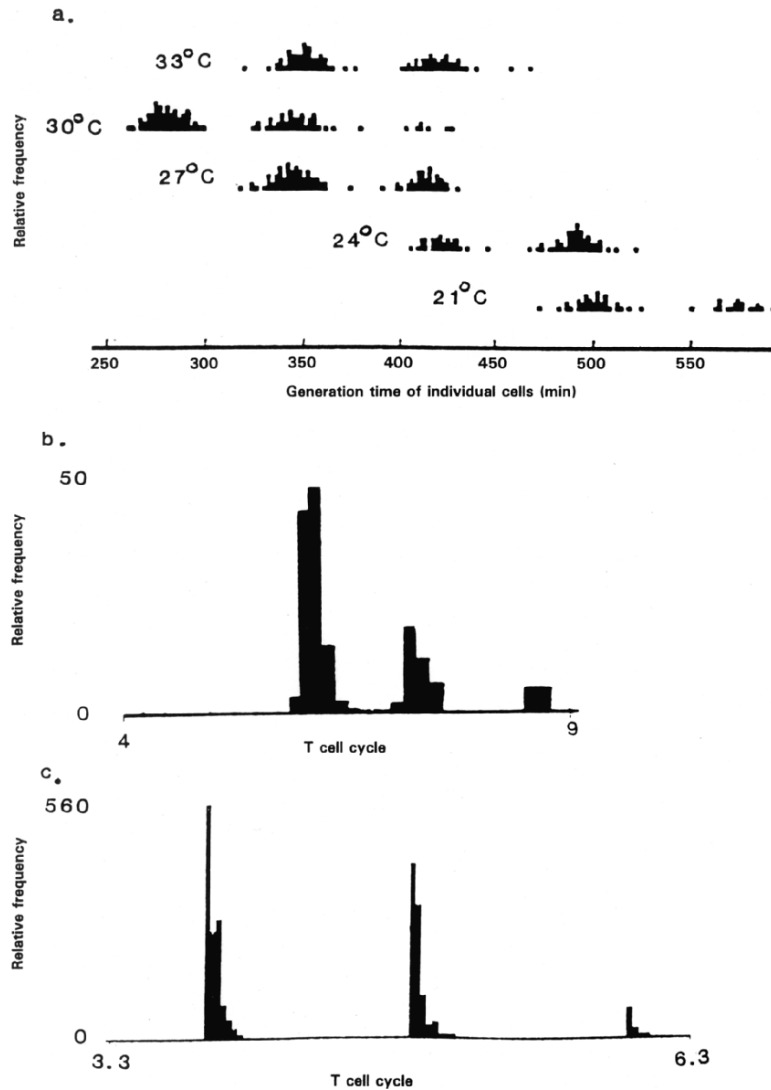 a.
33°C
30°C
27°C
24°C
21°C
Relative frequency
250 300 350 400 450 500 550
Generation time of individual cells (min)
b.
50
Relative frequency
0
4 9
T cell cycle
c.
560
Relative frequency
0
3.3 6.3
T cell cycle